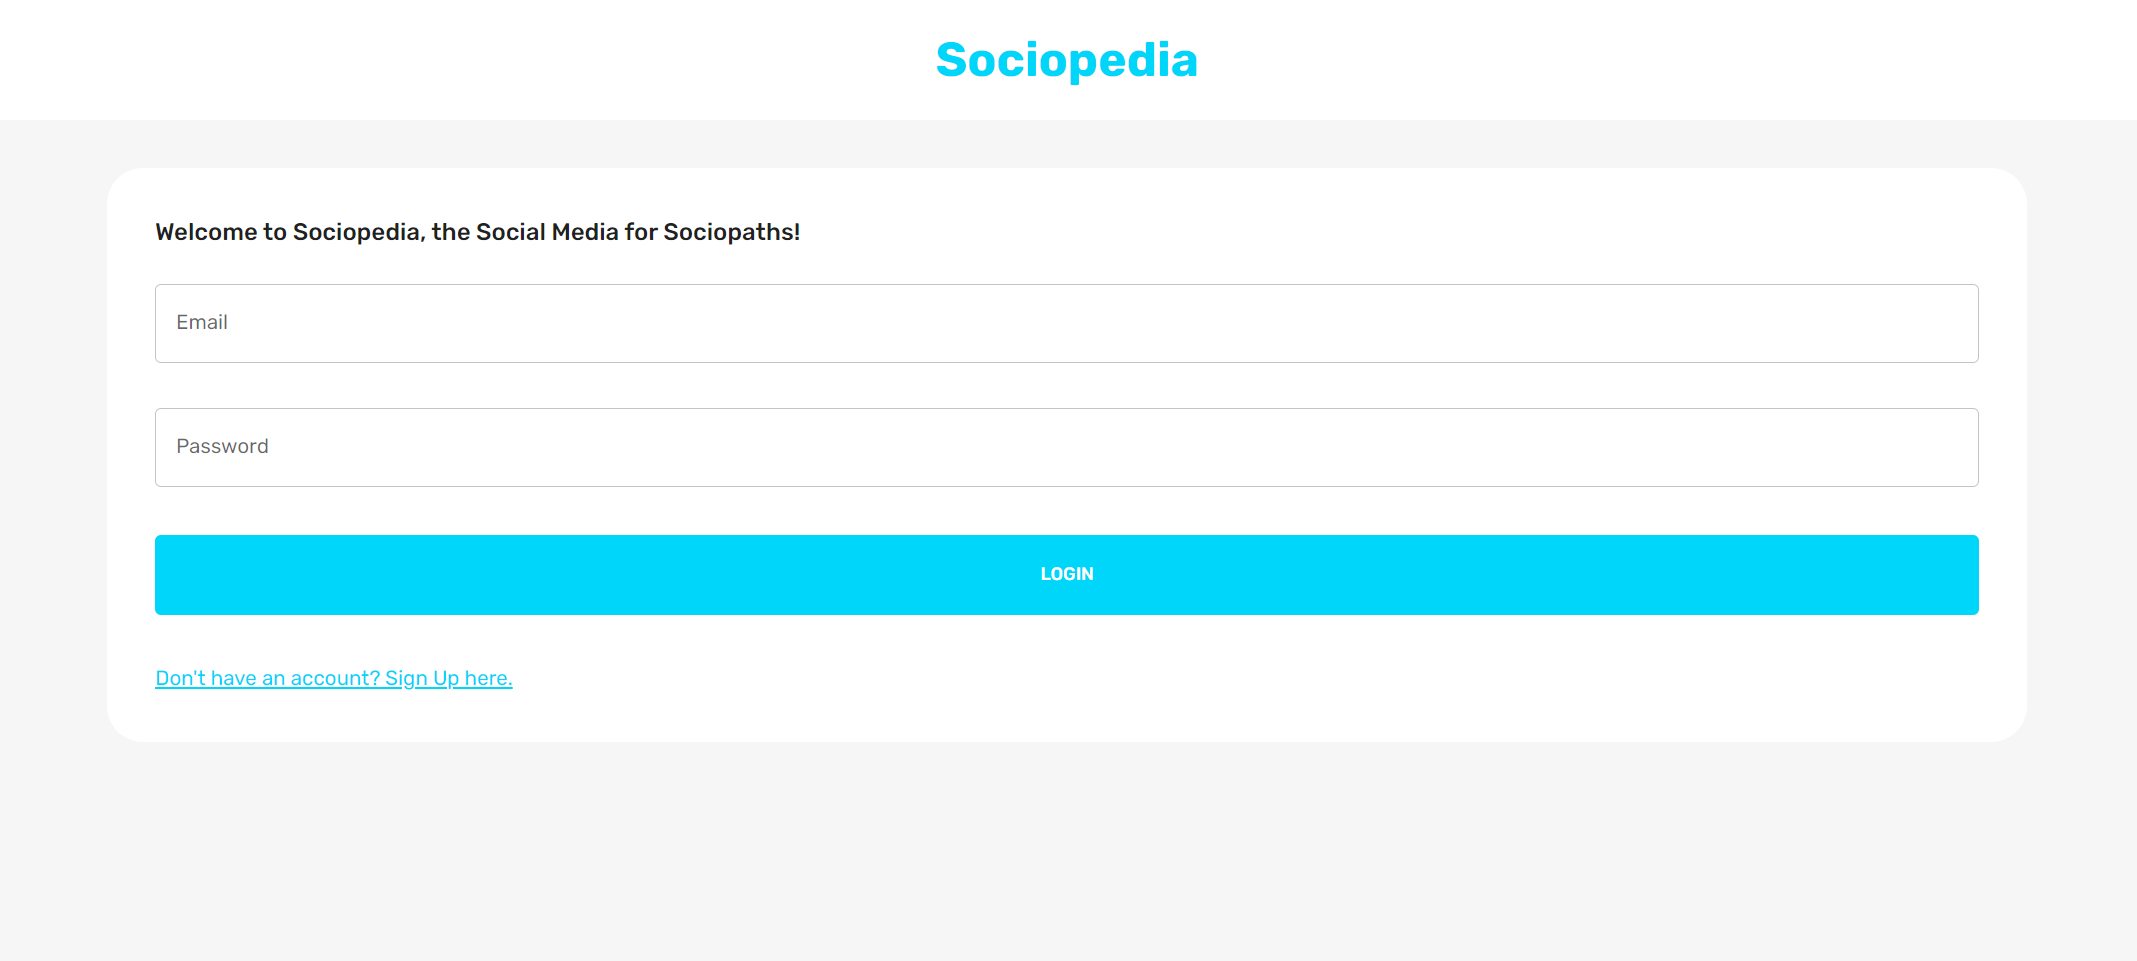 Sociopedia
Welcome to Sociopedia, the Social Media for Sociopaths!
Email
Password
LOGIN
Don't have an account? Sign Up here.